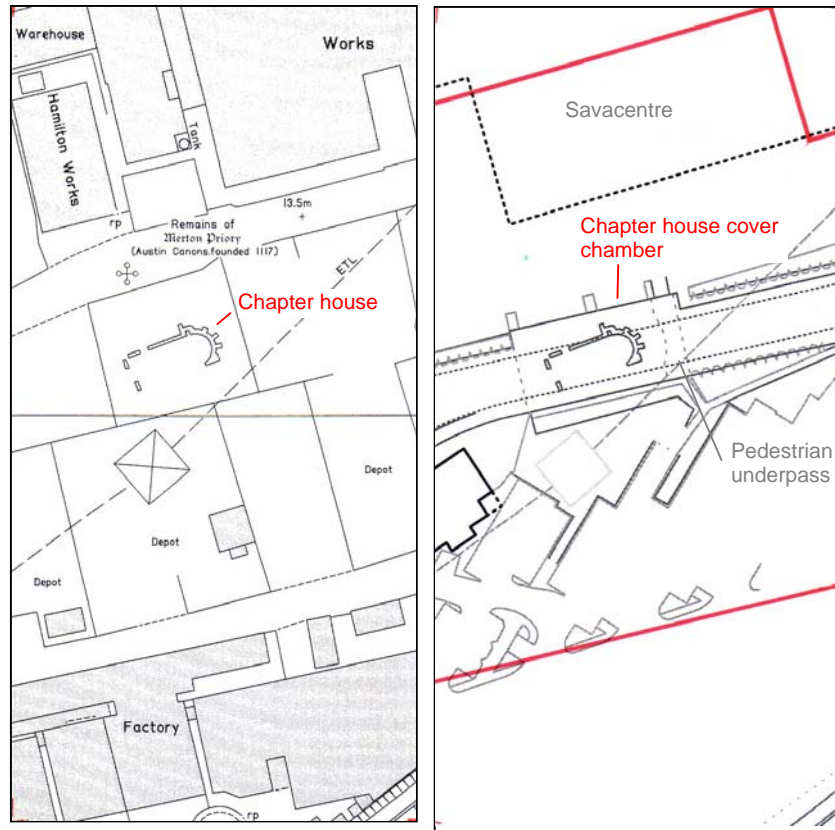 Warehouse
Works
Hamilton Works
Tank
13.5m
rp
Remains of
Merton Priory
(Austin Canons founded 1117)
ETL
Chapter house
Depot
Depot
Depot
Factory
rp
Savacentre
Chapter house cover
chamber
Pedestrian
underpass